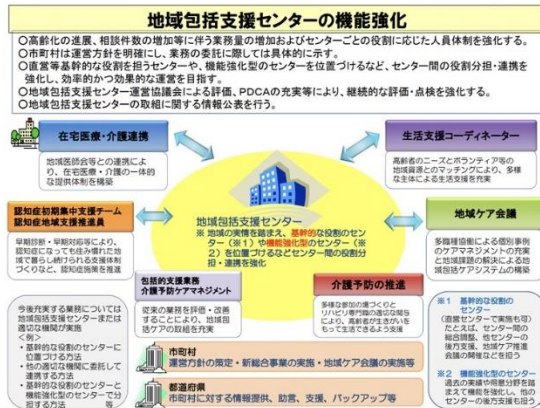 地域包括支援センターの機能強化
○高齢化の進展、相談件数の増加等に伴う業務量の増加およびセンターごとの役割に応じた人員体制を強化する。
○市町村は運営方針を明確にし、業務の委託に際しては具体的に示す。
○直営等基幹的な役割を担うセンターや、機能強化型のセンターを位置づけるなど、センター間の役割分担・連携を
強化し、効率的かつ効果的な運営を目指す。
○地域包括支援センター運営協議会による評価、PDCAの充実等により、継続的な評価・点検を強化する。
○地域包括支援センターの取組に関する情報公表を行う。
在宅医療・介護連携
地域医師会等との連携によ
り、在宅医療・介護の一体的
な提供体制を構築
生活支援コーディネーター
高齢者のニーズとボランティア等の
地域資源とのマッチングにより、多様
な主体による生活支援を充実
認知症初期集中支援チーム
認知症地域支援推進員
早期診断・早期対応等により、
認知症になっても住み慣れた地
域で暮らし続けられる支援体制
づくりなど、認知症施策を推進
地域包括支援センター
※ 地域の実情を踏まえ、基幹的な役割のセン
ター（※1）や機能強化型のセンター（※
2）を位置づけるなどセンター間の役割分
担・連携を強化
地域ケア会議
多職種協働による個別事例
のケアマネジメントの充実
と地域課題の解決による地
域包括ケアシステムの構築
包括的支援業務
介護予防ケアマネジメント
従来の業務を評価・改善
することにより、地域包
括ケアの取組を充実
介護予防の推進
多様な参加の場づくりと
リハビリ専門職の適切な関与に
より、高齢者が生きがいを
もって生活できるよう支援
今後充実する業務については
地域包括支援センターまたは
適切な機関が実施
＜例＞
・基幹的な役割のセンターに
位置づける方法
・他の適切な機関に委託して
連携する方法
・基幹的な役割のセンターと
機能強化型のセンターで分
担する方法 等
市町村
運営方針の策定・新総合事業の実施・地域ケア会議の実施等
都道府県
市町村に対する情報提供、助言、支援、バックアップ等
※1 基幹的な役割の
センター
（直営センターで実施も可）
たとえば、センター間の
総合調整、他センターの
後方支援、地域ケア推進
会議の開催などを担う
※2 機能強化型のセンター
過去の実績や得意分野を踏
まえて機能を強化し、他の
センターの後方支援も担う